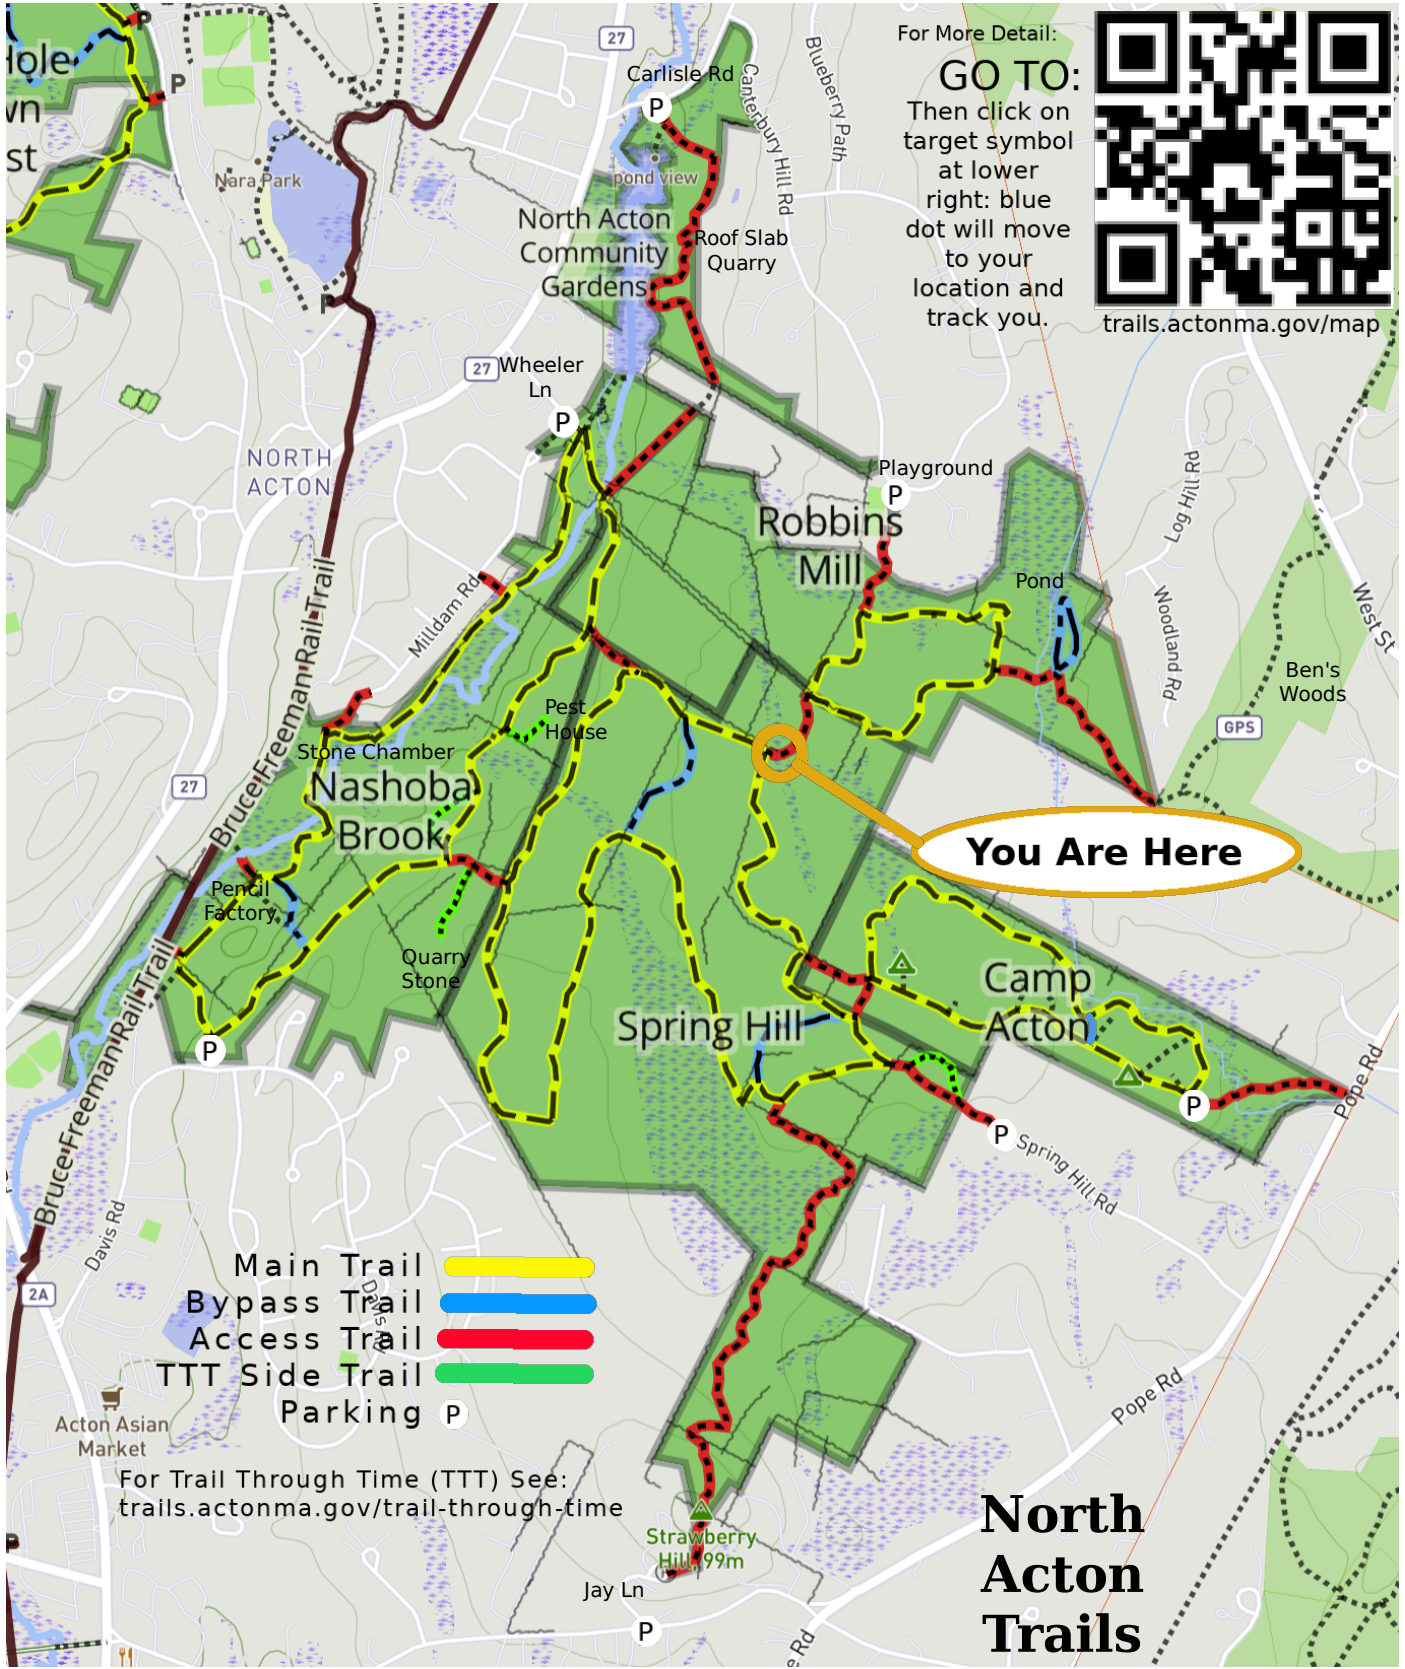 For More Detail:
GO TO:
Then click on
target symbol
at lower
right: blue
dot will move
to your
location and
track you.
trails.actonma.gov/map
27
Carlisle Rd
P
Canterbury Hill Rd
Blueberry Path
P
P
Hole
wn
st
Nara Park
pond view
North Acton
Community
Gardens
Roof Slab
Quarry
P
27
Wheeler
Ln
P
NORTH
ACTON
Playground
P
Robbins
Mill
Log Hill Rd
Pond
Woodland Rd
West St
Milldam Rd
Bruce Freeman Rail Trail
Ben's
Woods
Pest
House
GPS
Stone Chamber
27
Nashoba
Brook
You Are Here
Pencil
Factory
Quarry
Stone
Camp
Acton
Spring Hill
P
P
P
Spring Hill Rd
Pope Rd
Bruce Freeman Rail Trail
Davis Rd
2A
Main Trail
Bypass Trail
Davis Rd
Access Trail
TTT Side Trail
Parking P
Pope Rd
Acton Asian
Market
For Trail Through Time (TTT) See:
trails.actonma.gov/trail-through-time
Strawberry
Hill, 99m
Jay Ln
P
P
e Rd
North
Acton
Trails